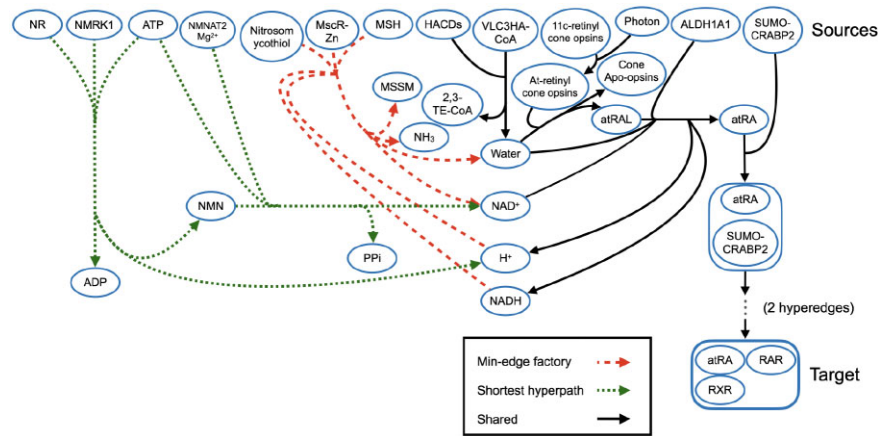 NR
NMRK1
ATP
NMNAT2
Mg²⁺
Nitrosom
ycothiol
MscR-
Zn
MSH
HACDs
VLC3HA-
CoA
11c-retinyl
cone opsins
Photon
ALDH1A1
SUMO-
CRABP2
Sources
MSSM
2,3-
TE-CoA
NH₃
At-retinyl
cone opsins
Cone
Apo-opsins
atRAL
atRA
Water
NMN
NAD⁺
atRA
SUMO-
CRABP2
ADP
PPi
H⁺
NADH
(2 hyperedges)
Min-edge factory
Shortest hyperpath
Shared
atRA
RAR
RXR
Target